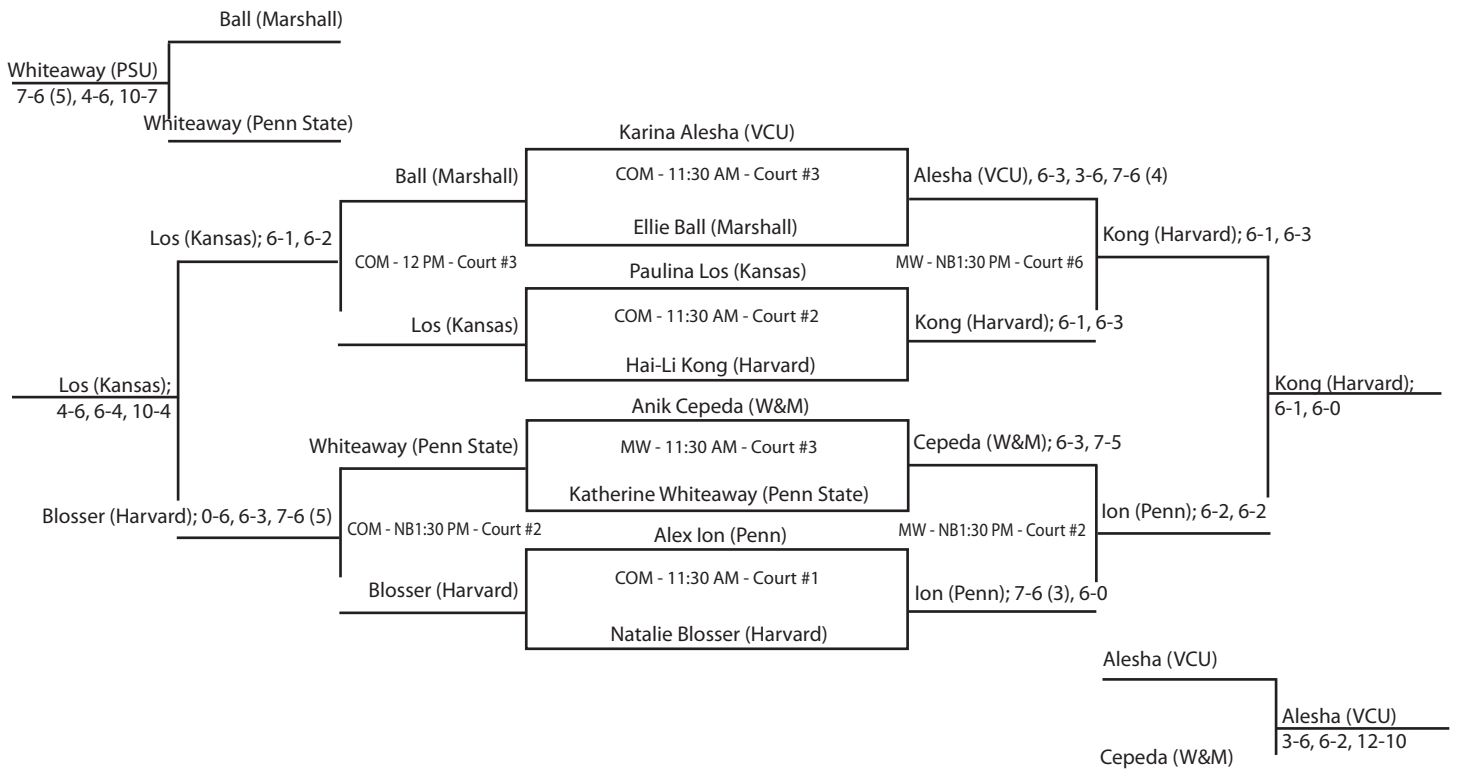 Ball (Marshall)
Whiteaway (PSU)
7-6 (5), 4-6, 10-7
Whiteaway (Penn State)
Karina Alesha (VCU)
Ball (Marshall)
COM - 11:30 AM - Court #3
Alesha (VCU), 6-3, 3-6, 7-6 (4)
Ellie Ball (Marshall)
Los (Kansas); 6-1, 6-2
Kong (Harvard); 6-1, 6-3
COM - 12 PM - Court #3
Paulina Los (Kansas)
MW - NB1:30 PM - Court #6
Los (Kansas)
COM - 11:30 AM - Court #2
Kong (Harvard); 6-1, 6-3
Hai-Li Kong (Harvard)
Los (Kansas);
4-6, 6-4, 10-4
Kong (Harvard);
6-1, 6-0
Anik Cepeda (W&M)
Whiteaway (Penn State)
MW - 11:30 AM - Court #3
Cepeda (W&M); 6-3, 7-5
Katherine Whiteaway (Penn State)
Blosser (Harvard); 0-6, 6-3, 7-6 (5)
Ion (Penn); 6-2, 6-2
COM - NB1:30 PM - Court #2
Alex Ion (Penn)
MW - NB1:30 PM - Court #2
Blosser (Harvard)
COM - 11:30 AM - Court #1
Ion (Penn); 7-6 (3), 6-0
Natalie Blosser (Harvard)
Alesha (VCU)
Alesha (VCU)
3-6, 6-2, 12-10
Cepeda (W&M)